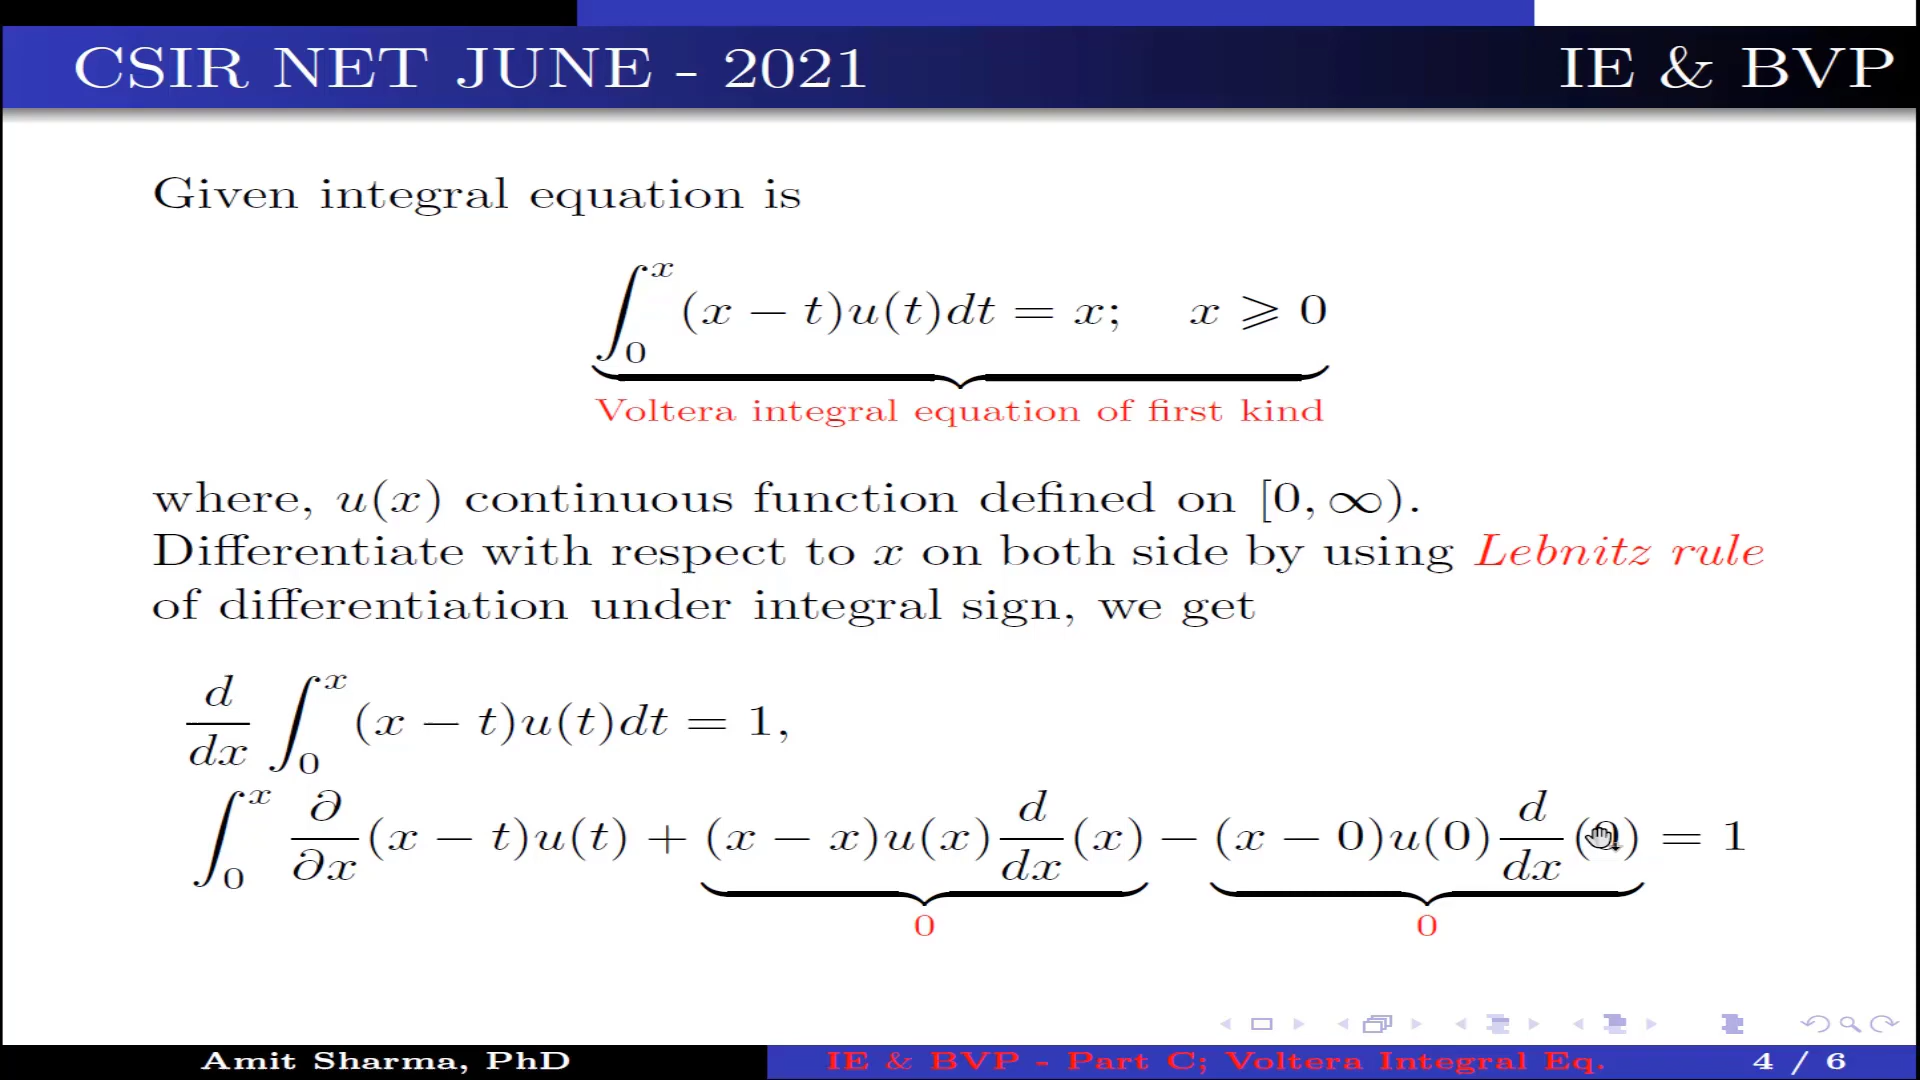 CSIR NET JUNE - 2021 IE & BVP
Given integral equation is
∫₀ˣ (x − t)u(t)dt = x; x ⩾ 0
Voltera integral equation of first kind
where, u(x) continuous function defined on [0, ∞).
Differentiate with respect to x on both side by using Lebnitz rule
of differentiation under integral sign, we get
d/dx ∫₀ˣ (x − t)u(t)dt = 1,
∫₀ˣ ∂/∂x (x − t)u(t) + (x − x)u(x) d/dx (x) − (x − 0)u(0) d/dx (0) = 1
0 0
Amit Sharma, PhD IE & BVP - Part C; Voltera Integral Eq. 4 / 6